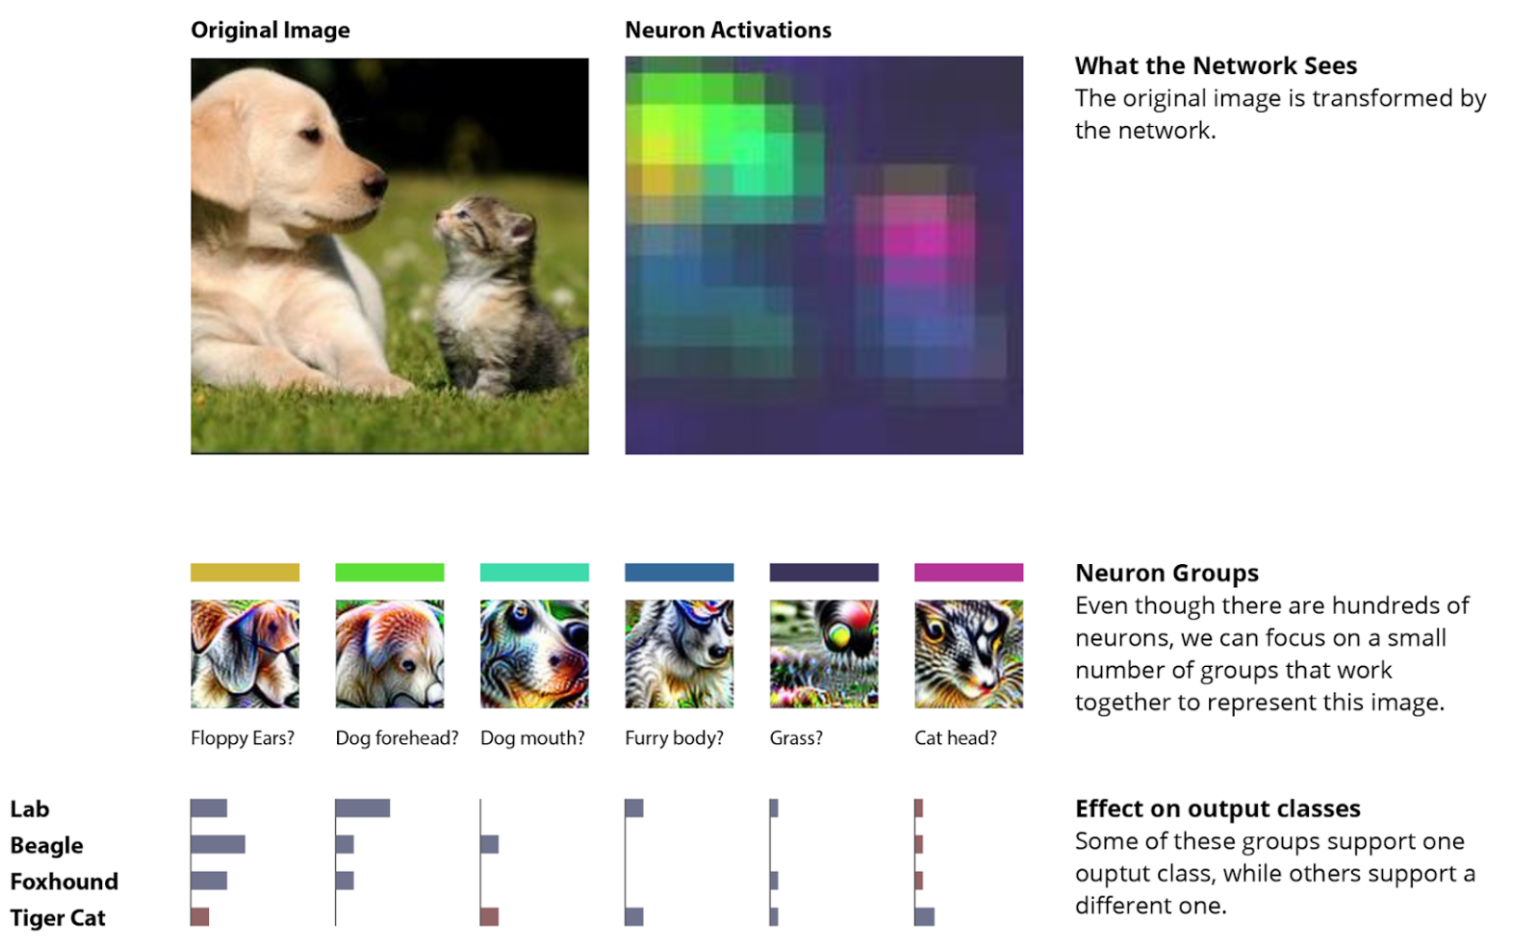 Original Image
Neuron Activations
What the Network Sees
The original image is transformed by
the network.
Neuron Groups
Even though there are hundreds of
neurons, we can focus on a small
number of groups that work
together to represent this image.
Floppy Ears?
Dog forehead?
Dog mouth?
Furry body?
Grass?
Cat head?
Lab
Beagle
Foxhound
Tiger Cat
Effect on output classes
Some of these groups support one
ouptut class, while others support a
different one.